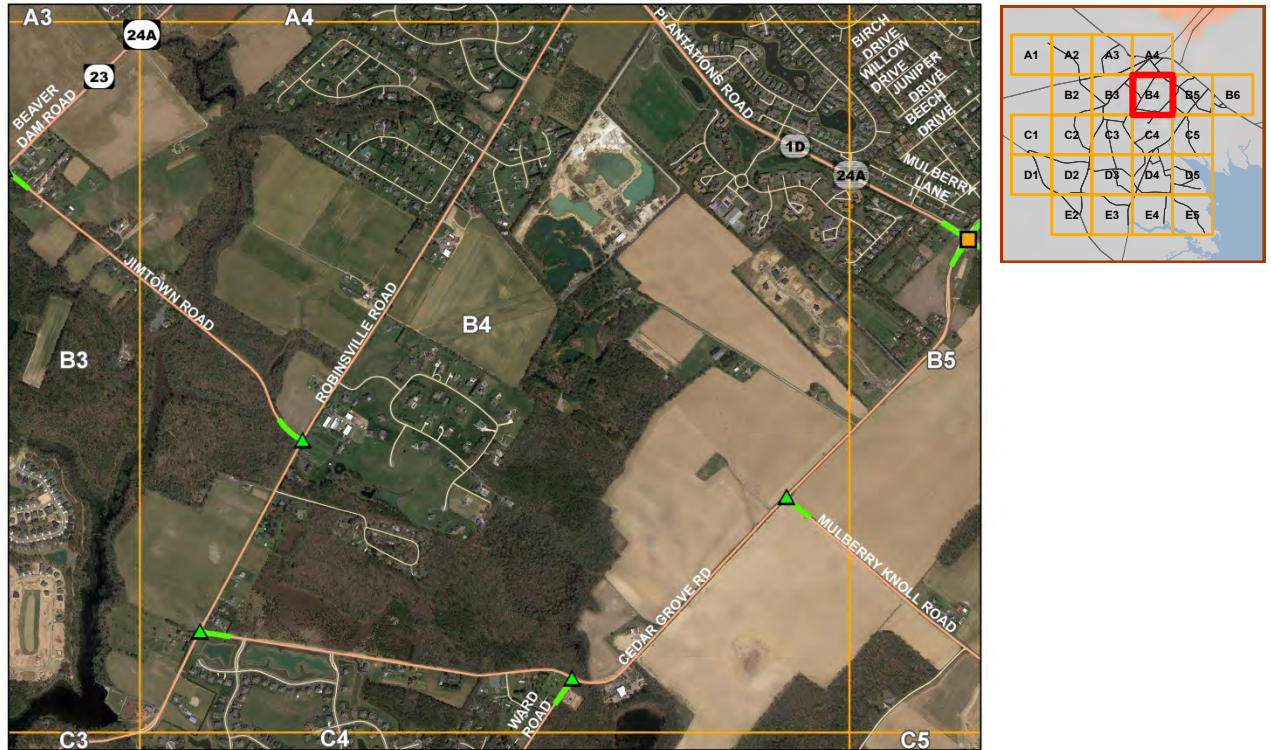 A3
A4
24A
23
BEAVER
DAM ROAD
PLANTATIONS ROAD
BIRCH
DRIVE
WILLOW
DRIVE
JUNIPER
DRIVE
BEECH
DRIVE
1D
24A
MULBERRY
LANE
JIMTOWN ROAD
ROBINSVILLE ROAD
B4
B3
B5
MULBERRY KNOLL ROAD
CEDAR GROVE RD
WARD
ROAD
C3
C4
C5
A1 A2 A3 A4
B2 B3 B4 B5 B6
C1 C2 C3 C4 C5
D1 D2 D3 D4 D5
E2 E3 E4 E5